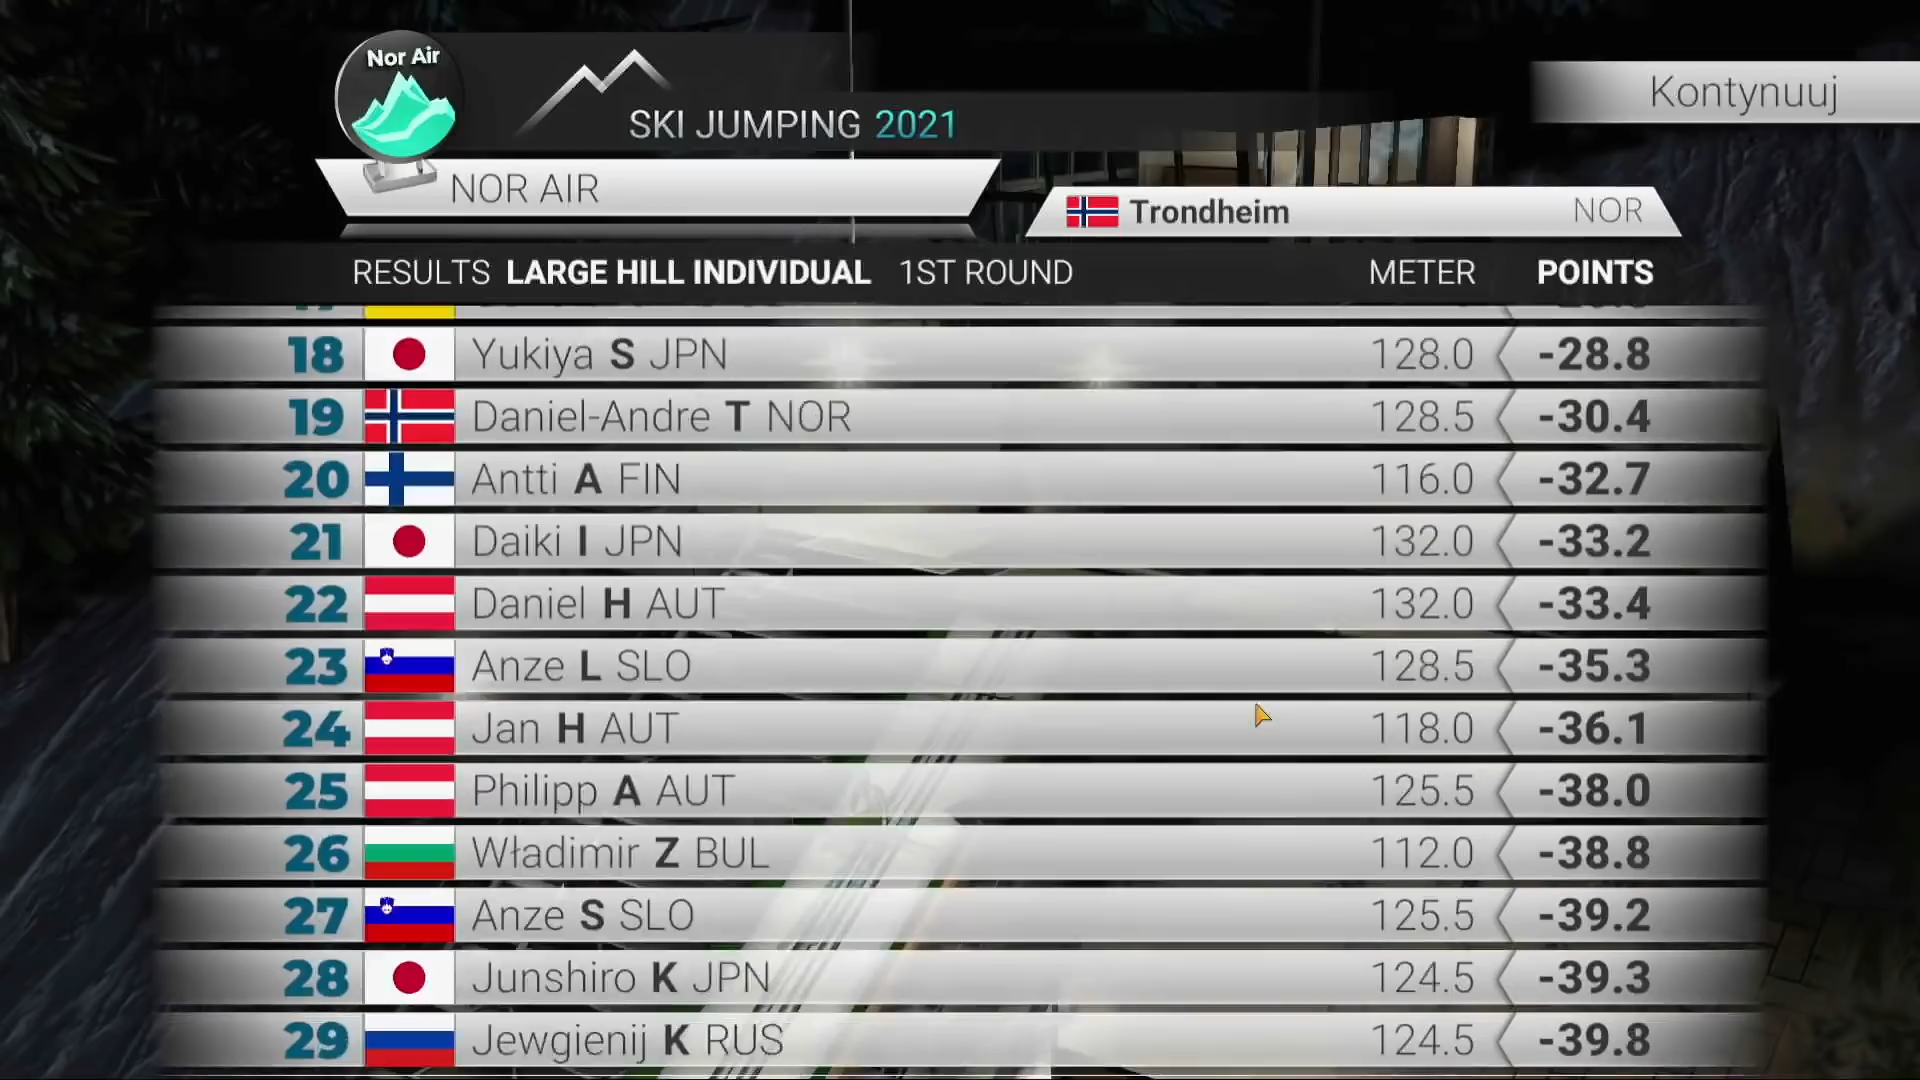 Nor Air
SKI JUMPING 2021
Kontynuuj
NOR AIR
Trondheim NOR
RESULTS LARGE HILL INDIVIDUAL 1ST ROUND METER POINTS
18 Yukiya S JPN 128.0 -28.8
19 Daniel-Andre T NOR 128.5 -30.4
20 Antti A FIN 116.0 -32.7
21 Daiki I JPN 132.0 -33.2
22 Daniel H AUT 132.0 -33.4
23 Anze L SLO 128.5 -35.3
24 Jan H AUT 118.0 -36.1
25 Philipp A AUT 125.5 -38.0
26 Władimir Z BUL 112.0 -38.8
27 Anze S SLO 125.5 -39.2
28 Junshiro K JPN 124.5 -39.3
29 Jewgienij K RUS 124.5 -39.8